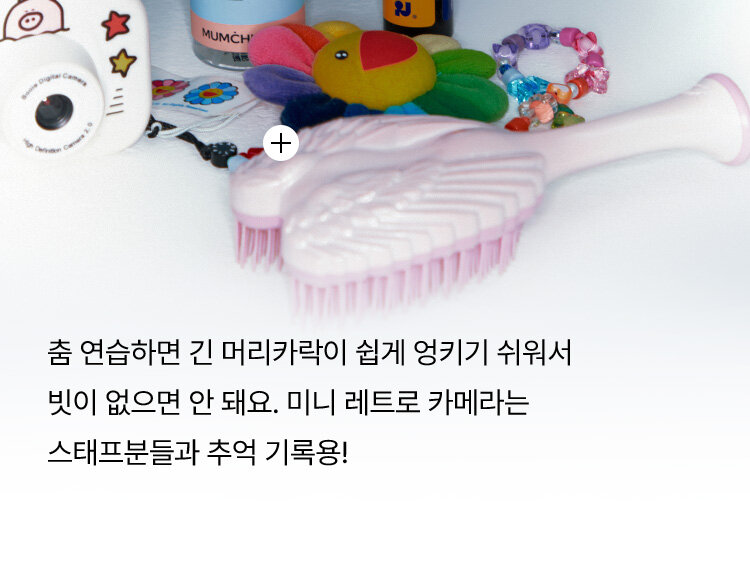 MUMCH
Sonne Digital Camera
High Definition Camera 2.0
춤 연습하면 긴 머리카락이 쉽게 엉키기 쉬워서
빗이 없으면 안 돼요. 미니 레트로 카메라는
스태프분들과 추억 기록용!